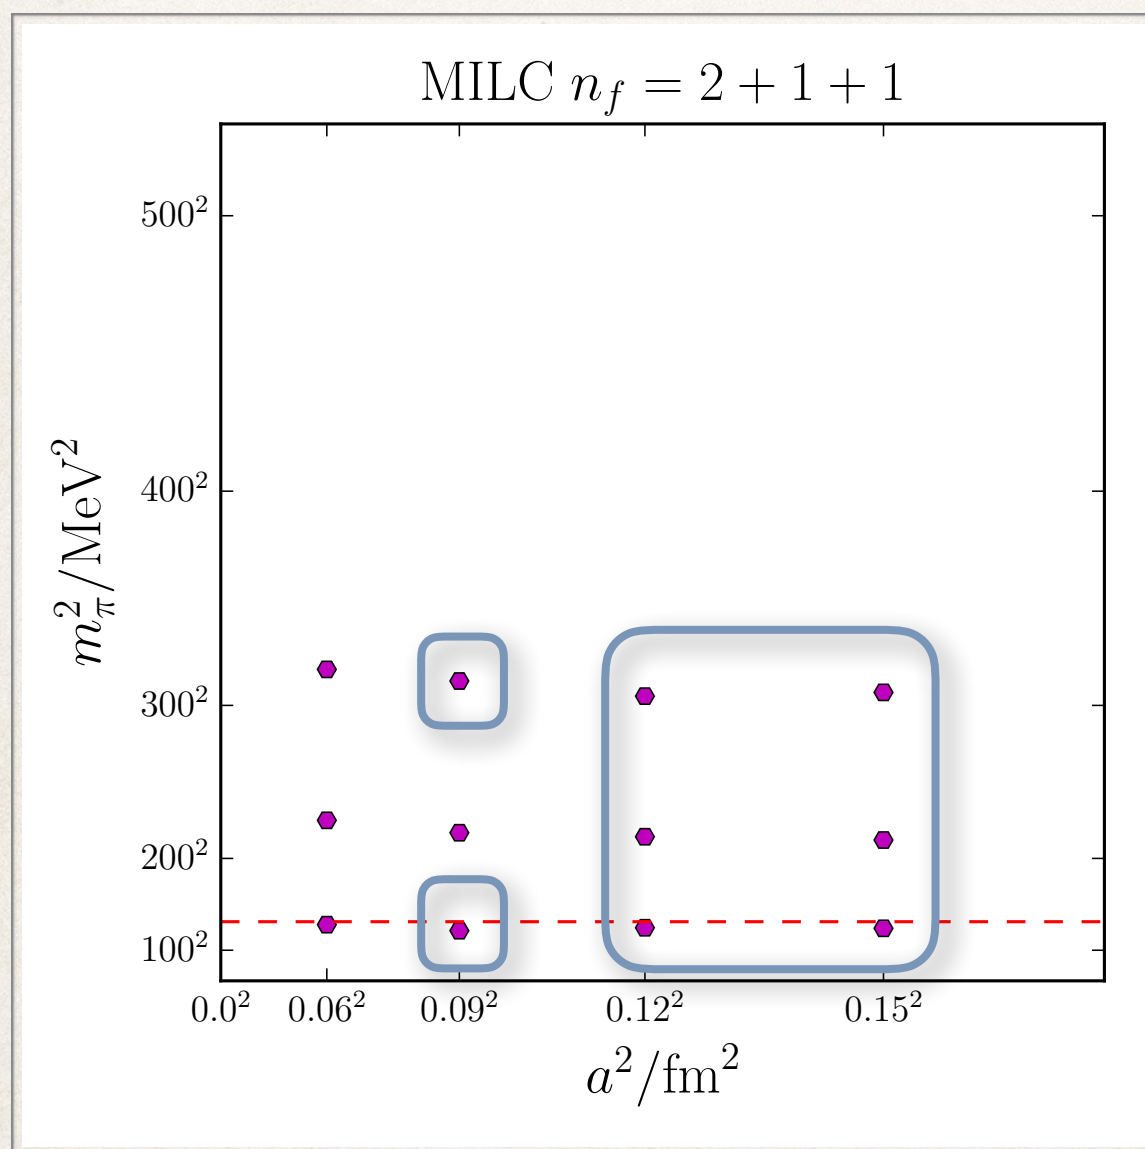 MILC n_f = 2 + 1 + 1
500²
400²
300²
200²
100²
m_π²/MeV²
0.0² 0.06² 0.09² 0.12² 0.15²
a²/fm²